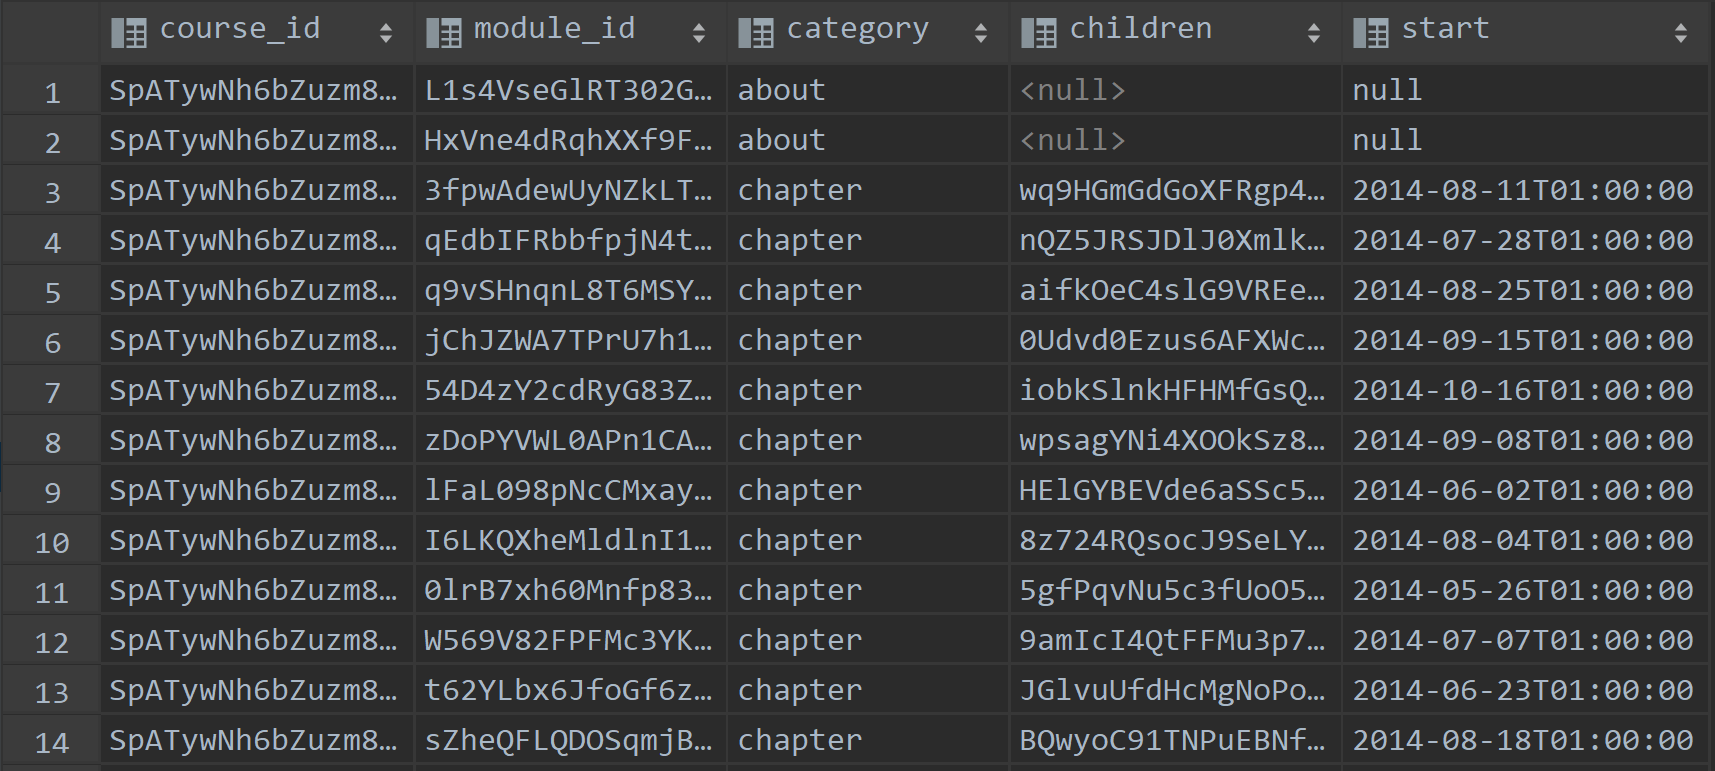 course_id module_id category children start
1 SpATywNh6bZuzm8… L1s4VseGlRT302G… about <null> null
2 SpATywNh6bZuzm8… HxVne4dRqhXXf9F… about <null> null
3 SpATywNh6bZuzm8… 3fpwAdewUyNZkLT… chapter wq9HGmGdGoXFRgp4… 2014-08-11T01:00:00
4 SpATywNh6bZuzm8… qEdbIFRbbfpjN4t… chapter nQZ5JRSJDlJ0Xmlk… 2014-07-28T01:00:00
5 SpATywNh6bZuzm8… q9vSHnqnL8T6MSY… chapter aifkOeC4slG9VREe… 2014-08-25T01:00:00
6 SpATywNh6bZuzm8… jChJZWA7TPrU7h1… chapter 0Udvd0Ezus6AFXWc… 2014-09-15T01:00:00
7 SpATywNh6bZuzm8… 54D4zY2cdRyG83Z… chapter iobkSlnkHFHMfGsQ… 2014-10-16T01:00:00
8 SpATywNh6bZuzm8… zDoPYVWL0APn1CA… chapter wpsagYNi4XOOkSz8… 2014-09-08T01:00:00
9 SpATywNh6bZuzm8… lFaL098pNcCMxay… chapter HElGYBEVde6aSSc5… 2014-06-02T01:00:00
10 SpATywNh6bZuzm8… I6LKQXheMldlnI1… chapter 8z724RQsocJ9SeLY… 2014-08-04T01:00:00
11 SpATywNh6bZuzm8… 0lrB7xh60Mnfp83… chapter 5gfPqvNu5c3fUoO5… 2014-05-26T01:00:00
12 SpATywNh6bZuzm8… W569V82FPFMc3YK… chapter 9amIcI4QtFFMu3p7… 2014-07-07T01:00:00
13 SpATywNh6bZuzm8… t62YLbx6JfoGf6z… chapter JGlvuUfdHcMgNoPo… 2014-06-23T01:00:00
14 SpATywNh6bZuzm8… sZheQFLQDOSqmjB… chapter BQwyoC91TNPuEBNf… 2014-08-18T01:00:00